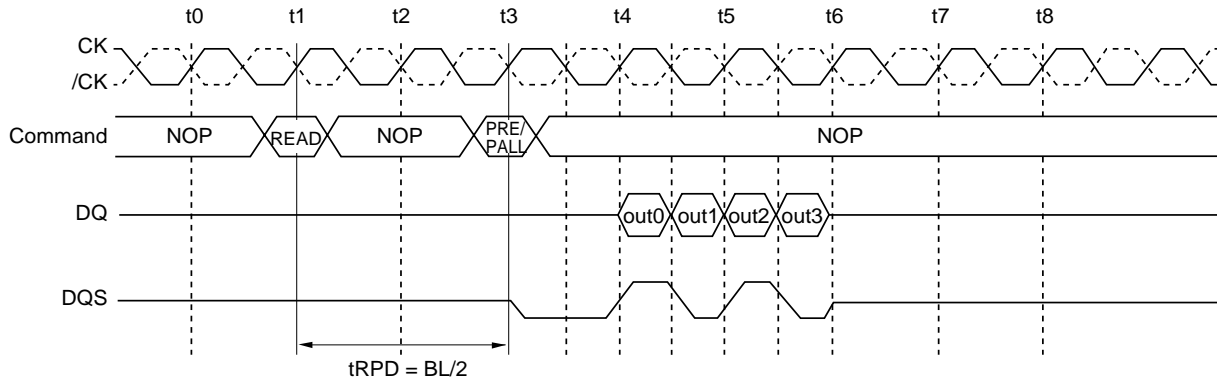 t0 t1 t2 t3 t4 t5 t6 t7 t8
CK
/CK
Command NOP READ NOP PRE/ PALL NOP
DQ out0 out1 out2 out3
DQS
tRPD = BL/2